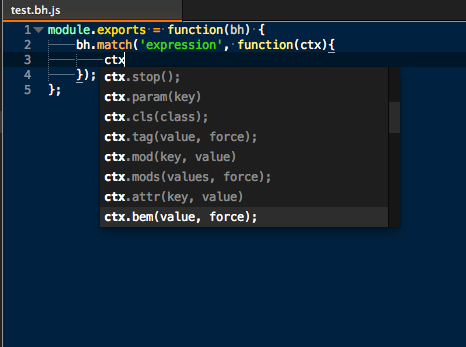 test.bh.js
1 module.exports = function(bh) {
2 bh.match('expression', function(ctx){
3 ctx
4 });
5 };
ctx.stop();
ctx.param(key)
ctx.cls(class);
ctx.tag(value, force);
ctx.mod(key, value)
ctx.mods(values, force);
ctx.attr(key, value)
ctx.bem(value, force);